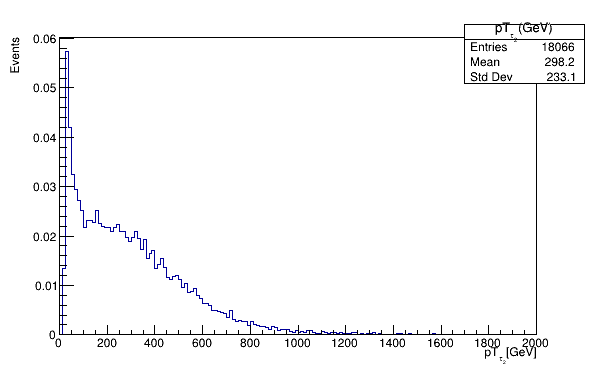 pT_τ₂(GeV)
Entries 18066
Mean 298.2
Std Dev 233.1
Events
0.06
0.05
0.04
0.03
0.02
0.01
0
0 200 400 600 800 1000 1200 1400 1600 1800 2000
pT_τ₂[GeV]